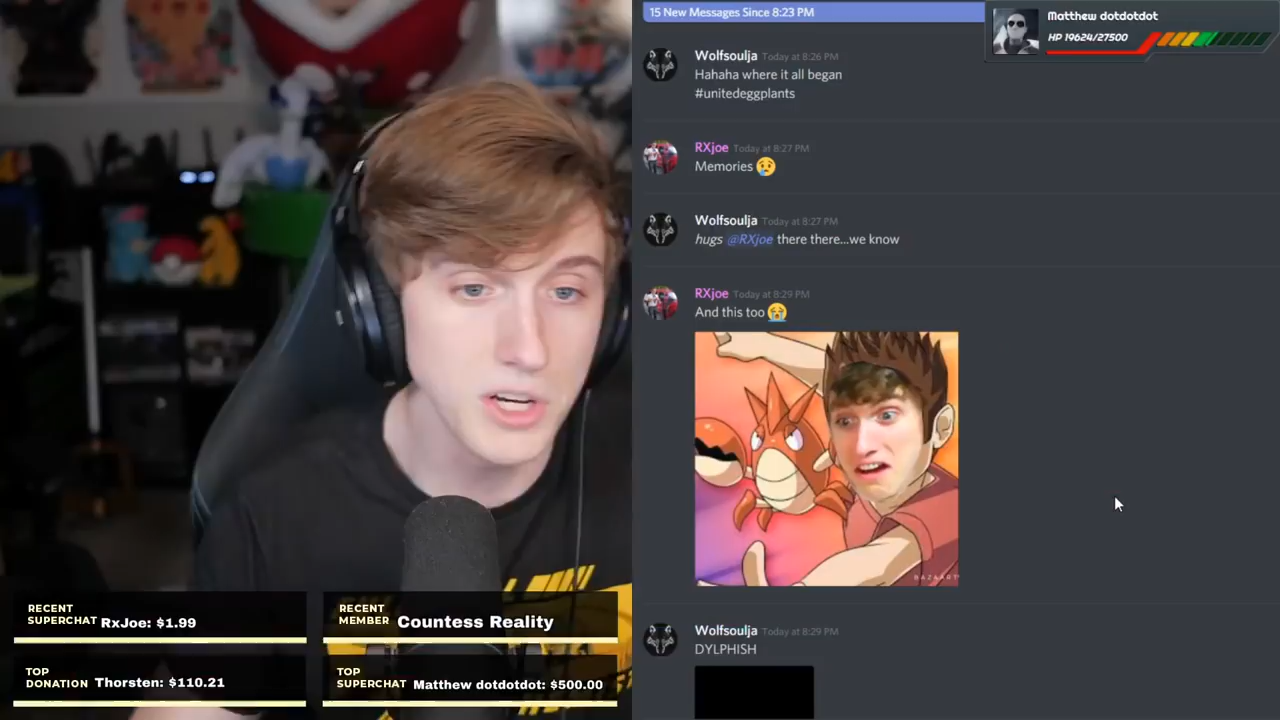 15 New Messages Since 8:23 PM
Matthew dotdotdot
HP 19624/27500
Wolfsoulja Today at 8:26 PM
Hahaha where it all began
#unitedeggplants
RXjoe Today at 8:27 PM
Memories 😢
Wolfsoulja Today at 8:27 PM
hugs @RXjoe there there...we know
RXjoe Today at 8:29 PM
And this too 😭
BAZAART
Wolfsoulja Today at 8:29 PM
DYLPHISH
RECENT SUPERCHAT RxJoe: $1.99
RECENT MEMBER Countess Reality
TOP DONATION Thorsten: $110.21
TOP SUPERCHAT Matthew dotdotdot: $500.00